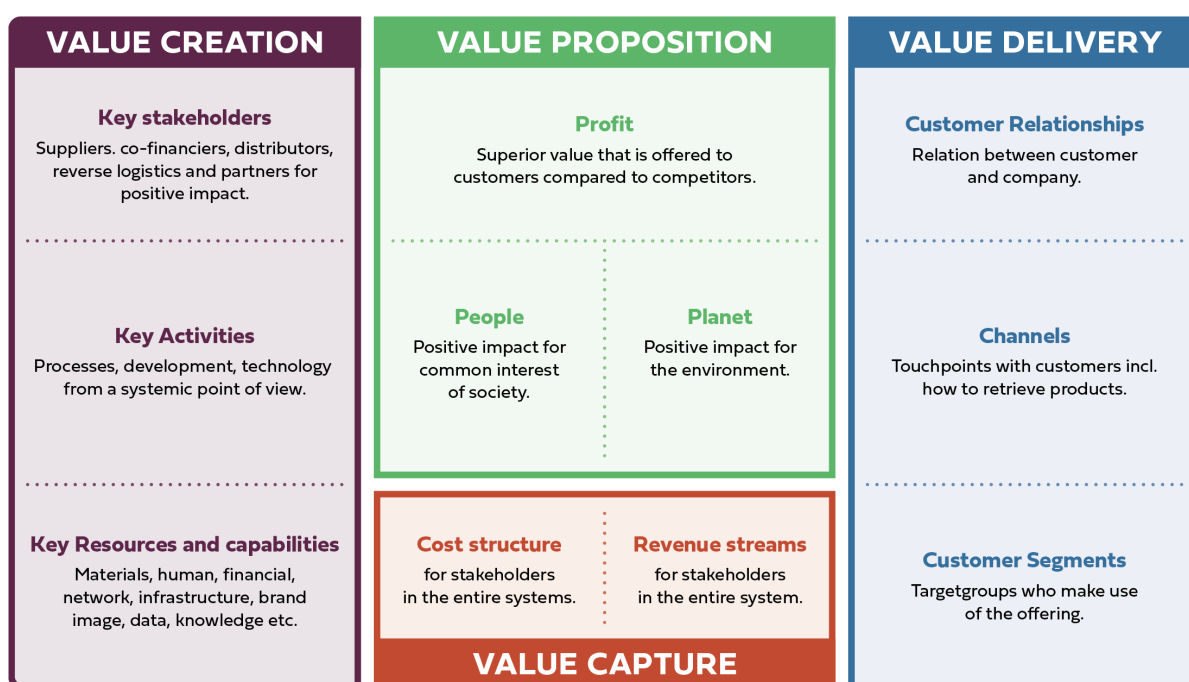 VALUE CREATION
Key stakeholders
Suppliers. co-financiers, distributors,
reverse logistics and partners for
positive impact.
Key Activities
Processes, development, technology
from a systemic point of view.
Key Resources and capabilities
Materials, human, financial,
network, infrastructure, brand
image, data, knowledge etc.
VALUE PROPOSITION
Profit
Superior value that is offered to
customers compared to competitors.
People
Positive impact for
common interest
of society.
Planet
Positive impact for
the environment.
Cost structure
for stakeholders
in the entire systems.
Revenue streams
for stakeholders
in the entire system.
VALUE CAPTURE
VALUE DELIVERY
Customer Relationships
Relation between customer
and company.
Channels
Touchpoints with customers incl.
how to retrieve products.
Customer Segments
Targetgroups who make use
of the offering.